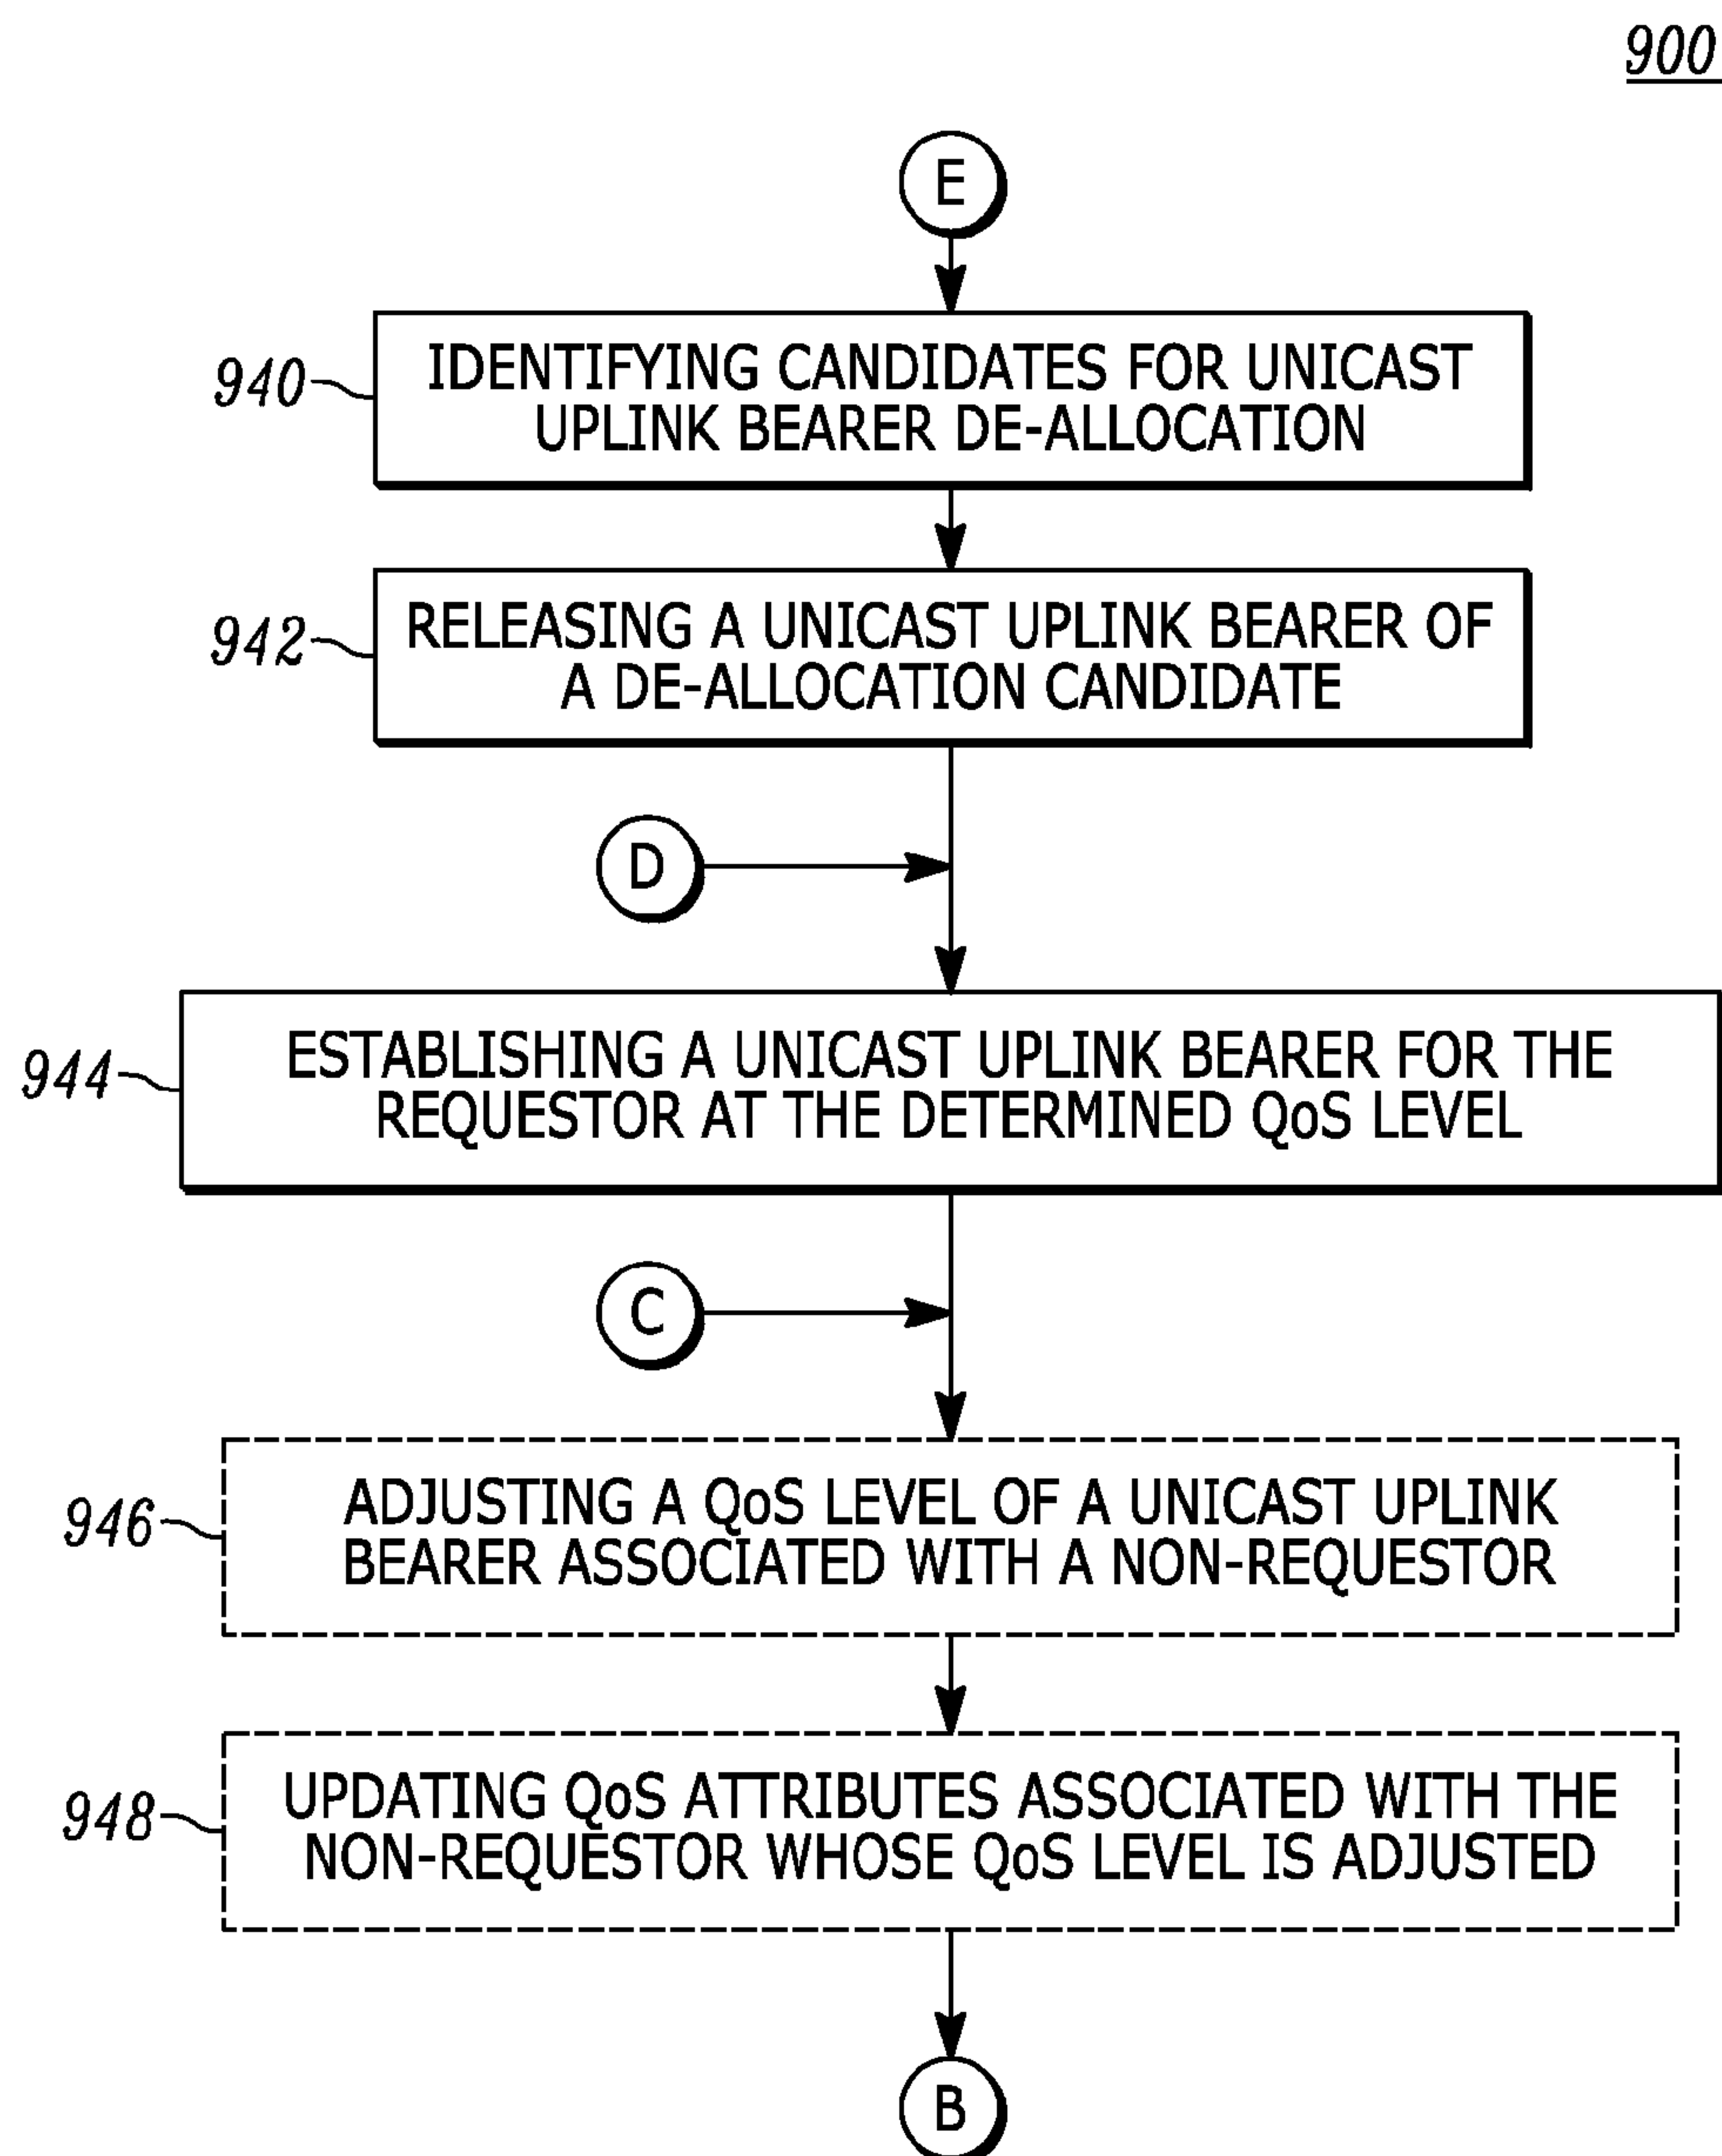 900
E
940
IDENTIFYING CANDIDATES FOR UNICAST
UPLINK BEARER DE-ALLOCATION
942
RELEASING A UNICAST UPLINK BEARER OF
A DE-ALLOCATION CANDIDATE
D
944
ESTABLISHING A UNICAST UPLINK BEARER FOR THE
REQUESTOR AT THE DETERMINED QoS LEVEL
C
946
ADJUSTING A QoS LEVEL OF A UNICAST UPLINK
BEARER ASSOCIATED WITH A NON-REQUESTOR
948
UPDATING QoS ATTRIBUTES ASSOCIATED WITH THE
NON-REQUESTOR WHOSE QoS LEVEL IS ADJUSTED
B